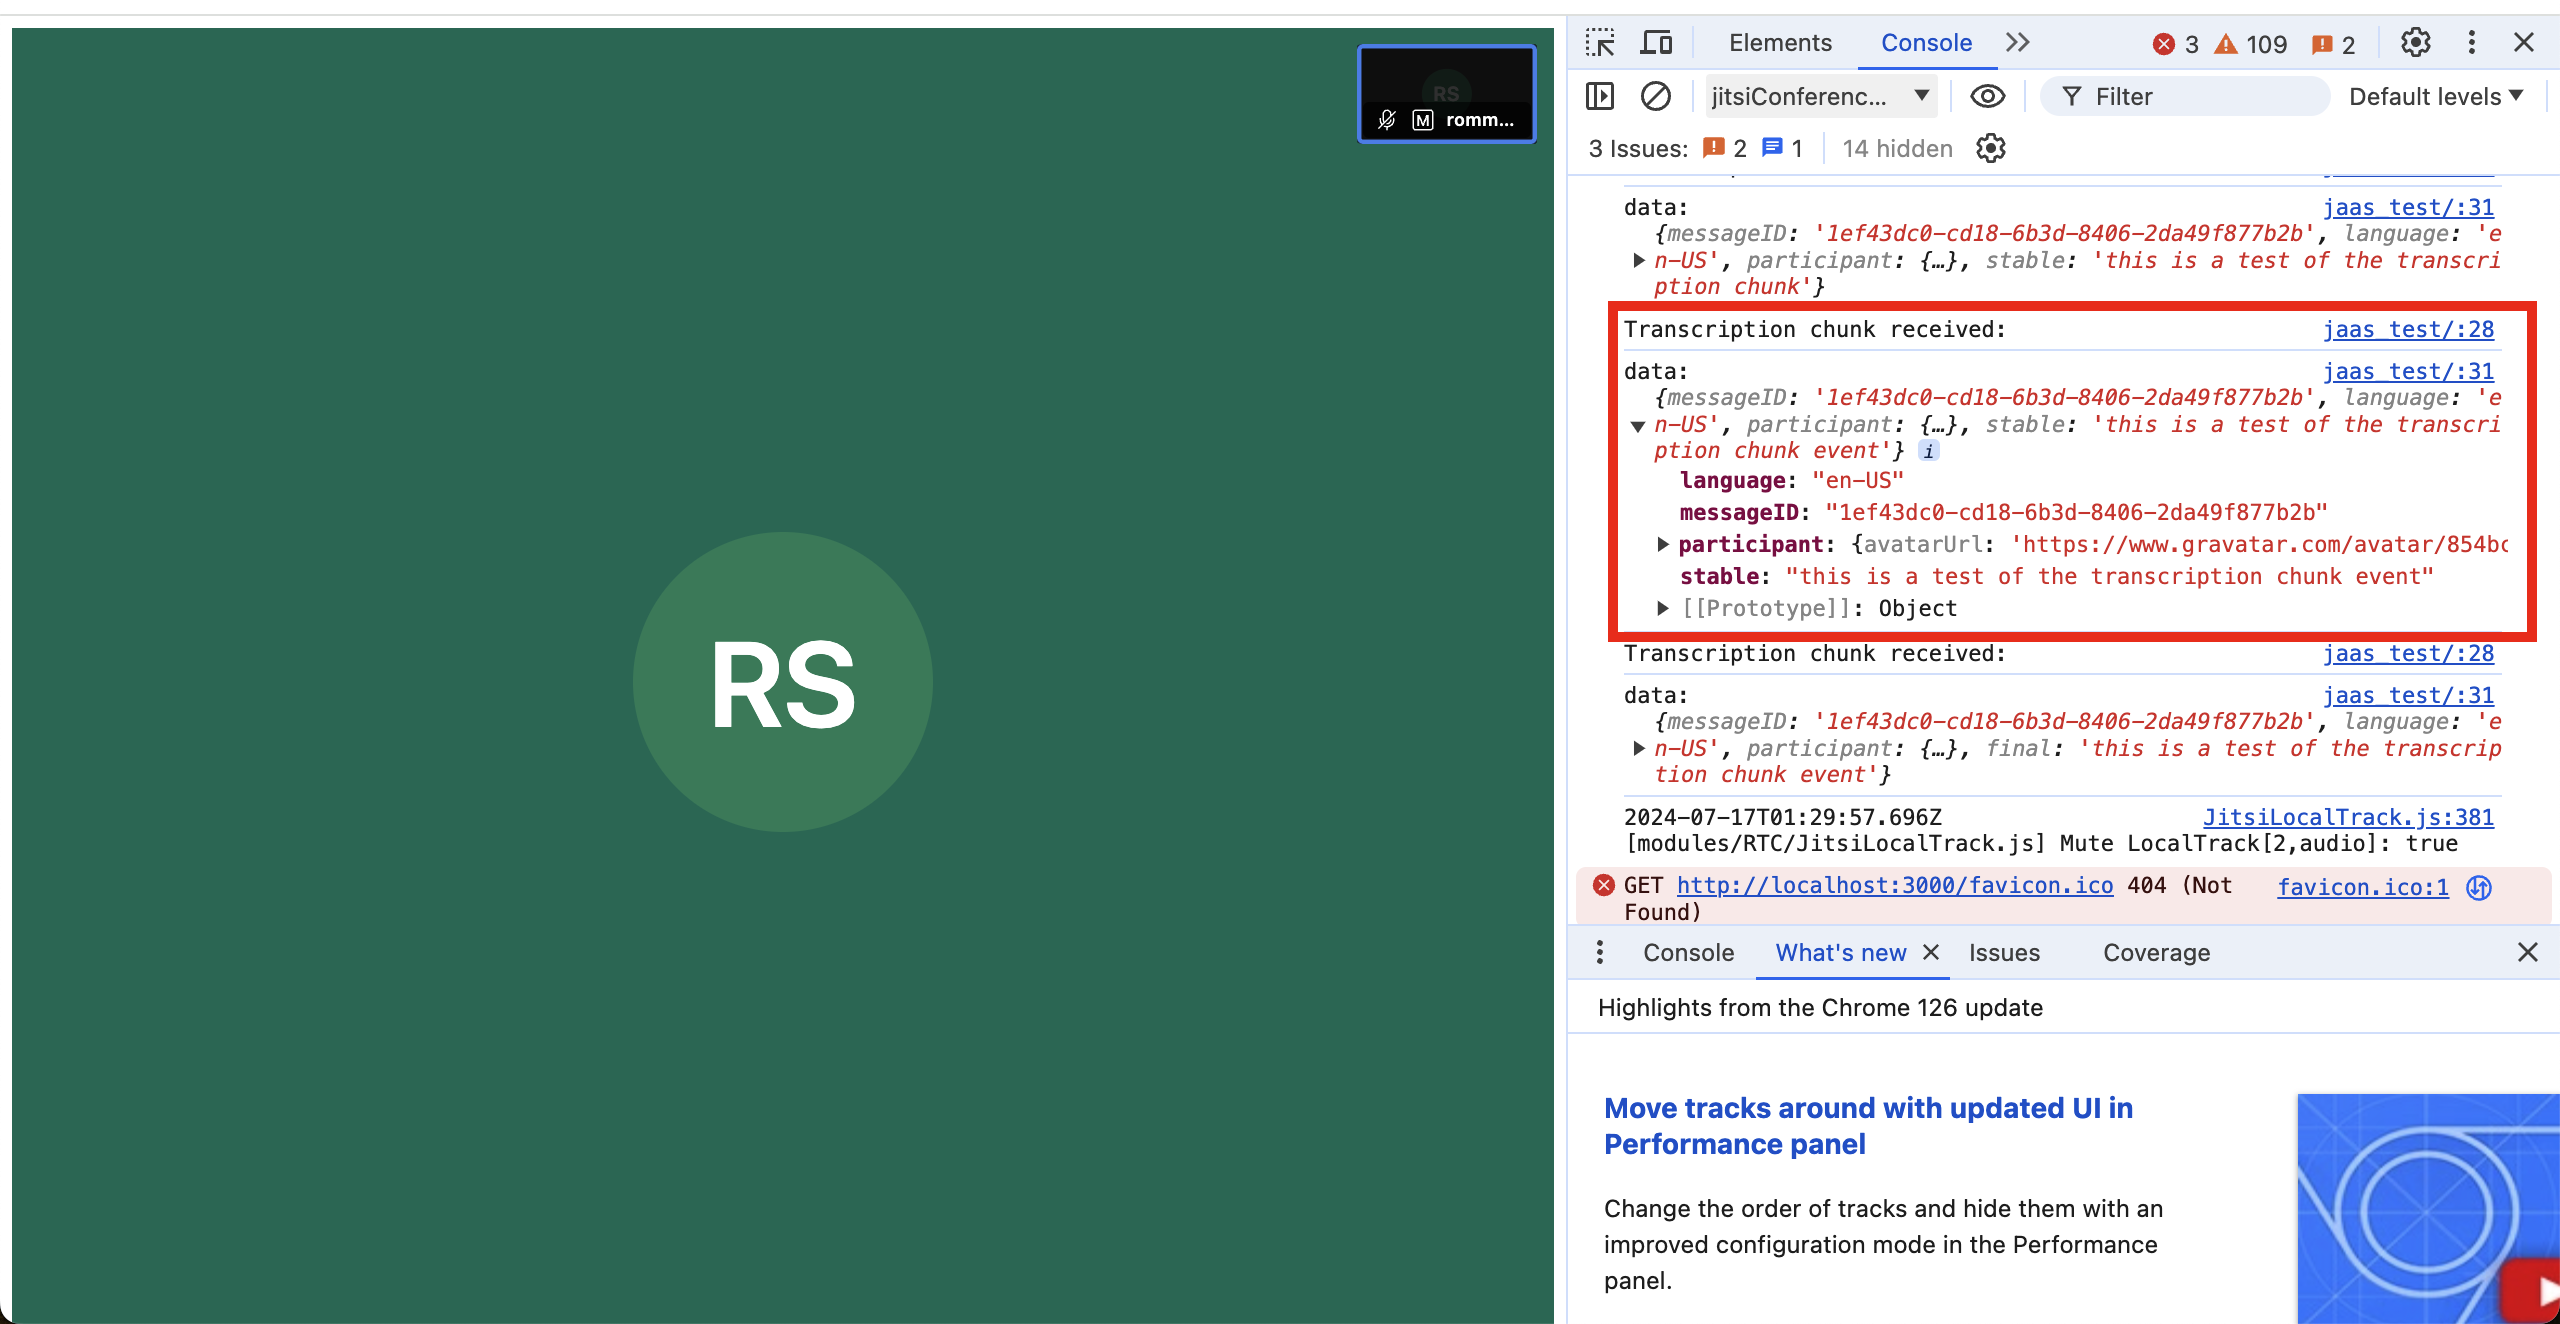 RS
M romm...
RS
Elements Console 3 109 2
jitsiConferenc... Filter Default levels
3 Issues: 2 1 14 hidden
data: jaas_test/:31
{messageID: '1ef43dc0-cd18-6b3d-8406-2da49f877b2b', language: 'e
n-US', participant: {…}, stable: 'this is a test of the transcri
ption chunk'}
Transcription chunk received: jaas_test/:28
data: jaas_test/:31
{messageID: '1ef43dc0-cd18-6b3d-8406-2da49f877b2b', language: 'e
n-US', participant: {…}, stable: 'this is a test of the transcri
ption chunk event'} i
language: "en-US"
messageID: "1ef43dc0-cd18-6b3d-8406-2da49f877b2b"
participant: {avatarUrl: 'https://www.gravatar.com/avatar/854bc
stable: "this is a test of the transcription chunk event"
[[Prototype]]: Object
Transcription chunk received: jaas_test/:28
data: jaas_test/:31
{messageID: '1ef43dc0-cd18-6b3d-8406-2da49f877b2b', language: 'e
n-US', participant: {…}, final: 'this is a test of the transcrip
tion chunk event'}
2024-07-17T01:29:57.696Z JitsiLocalTrack.js:381
[modules/RTC/JitsiLocalTrack.js] Mute LocalTrack[2,audio]: true
GET http://localhost:3000/favicon.ico 404 (Not favicon.ico:1
Found)
Console What's new Issues Coverage
Highlights from the Chrome 126 update
Move tracks around with updated UI in
Performance panel
Change the order of tracks and hide them with an
improved configuration mode in the Performance
panel.